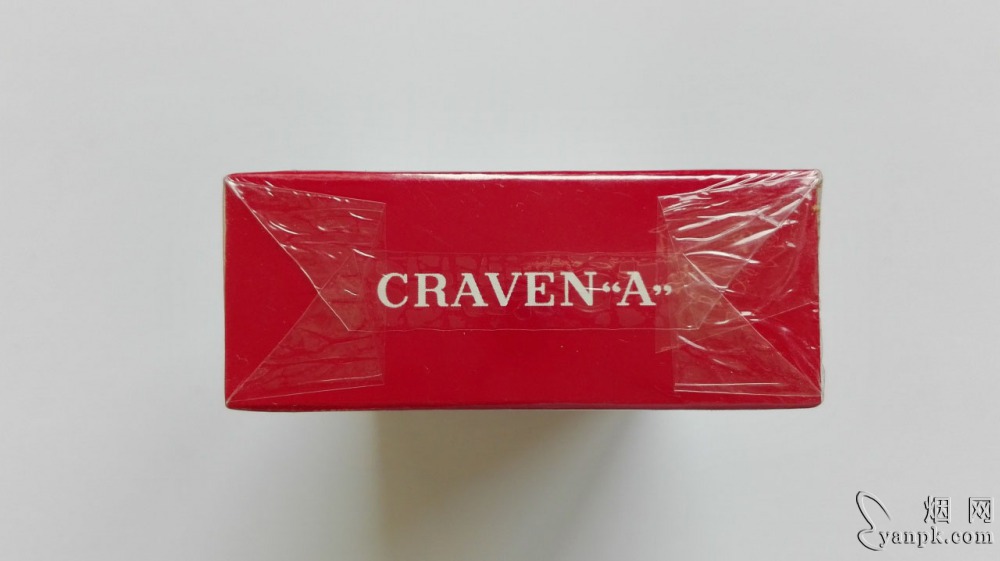 CRAVEN "A"
烟 网
yanpk.com